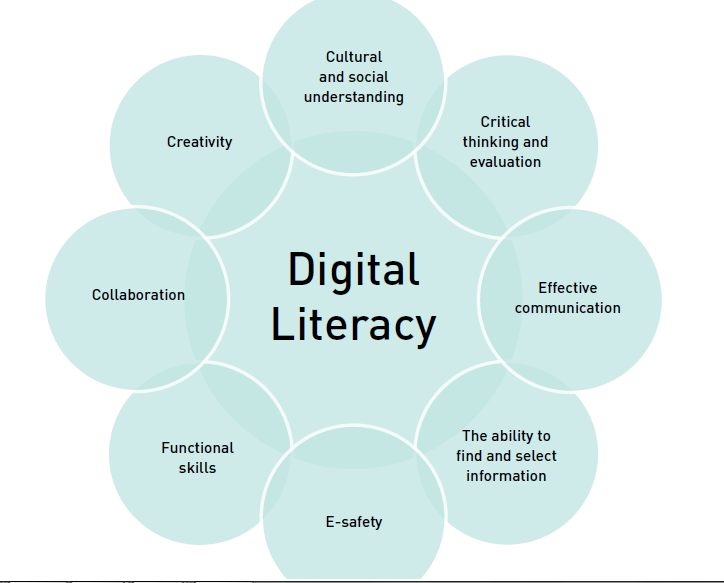 Cultural
and social
understanding
Critical
thinking and
evaluation
Effective
communication
The ability to
find and select
information
E-safety
Functional
skills
Collaboration
Creativity
Digital
Literacy